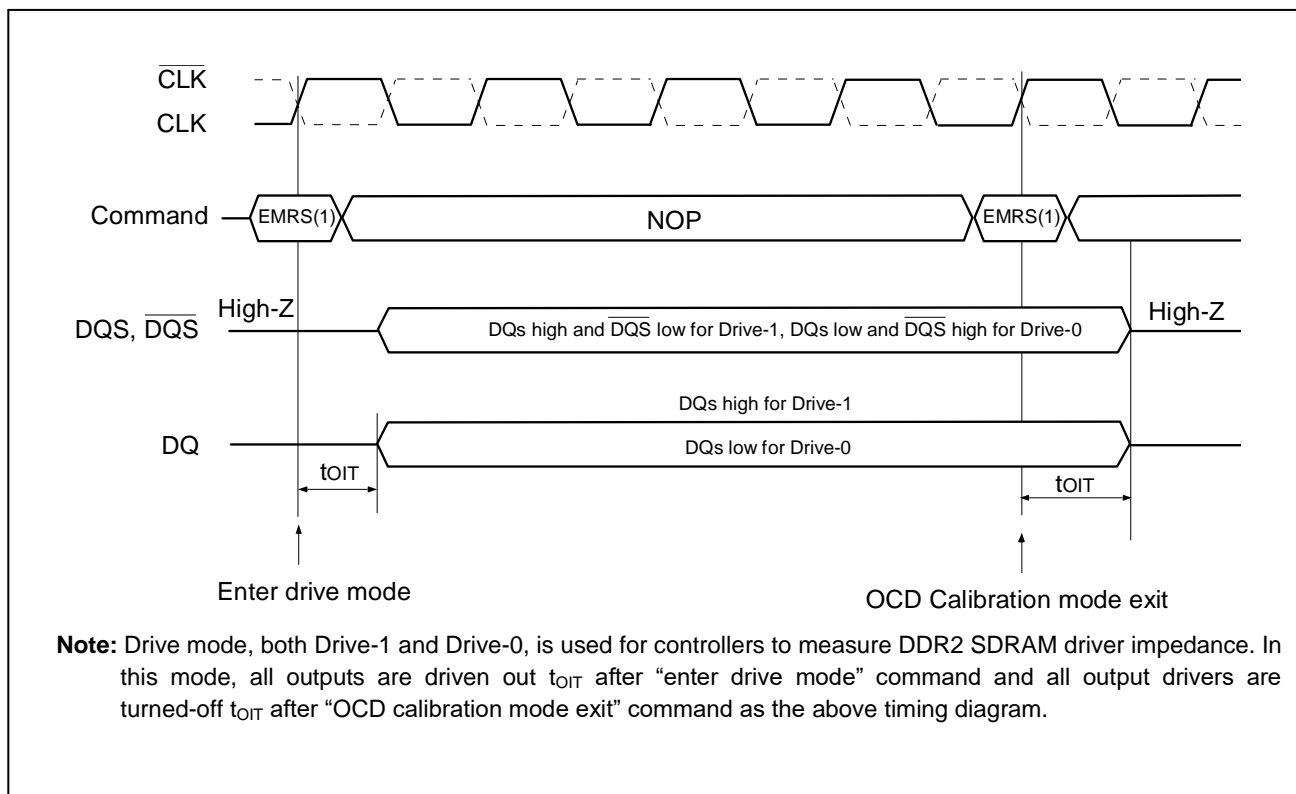 CLK
CLK
Command
EMRS(1)
NOP
EMRS(1)
DQS, DQS
High-Z
DQs high and DQS low for Drive-1, DQs low and DQS high for Drive-0
High-Z
DQs high for Drive-1
DQ
DQs low for Drive-0
tOIT
tOIT
Enter drive mode
OCD Calibration mode exit
Note: Drive mode, both Drive-1 and Drive-0, is used for controllers to measure DDR2 SDRAM driver impedance. In
this mode, all outputs are driven out tOIT after “enter drive mode” command and all output drivers are
turned-off tOIT after “OCD calibration mode exit” command as the above timing diagram.